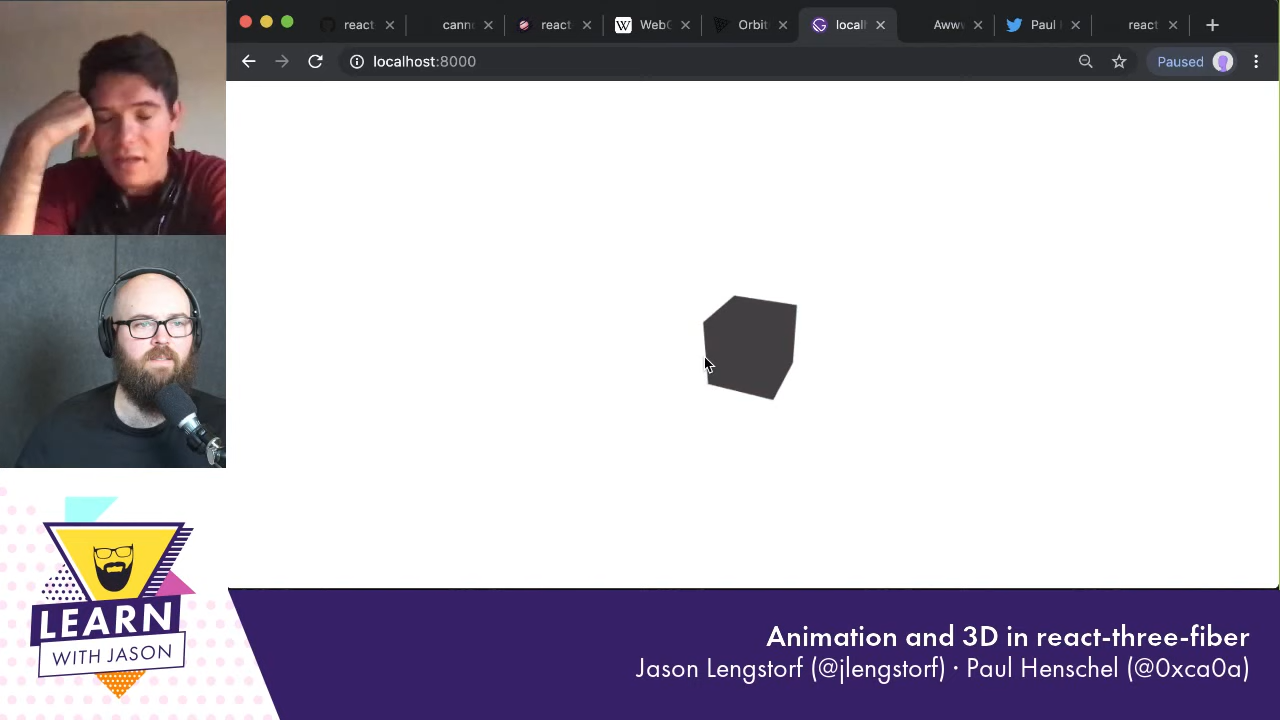 react
cann
react
WebG
Orbit
local
Aww
Paul
react
localhost:8000
Paused
LEARN
WITH JASON
Animation and 3D in react-three-fiber
Jason Lengstorf (@jlengstorf) · Paul Henschel (@0xca0a)